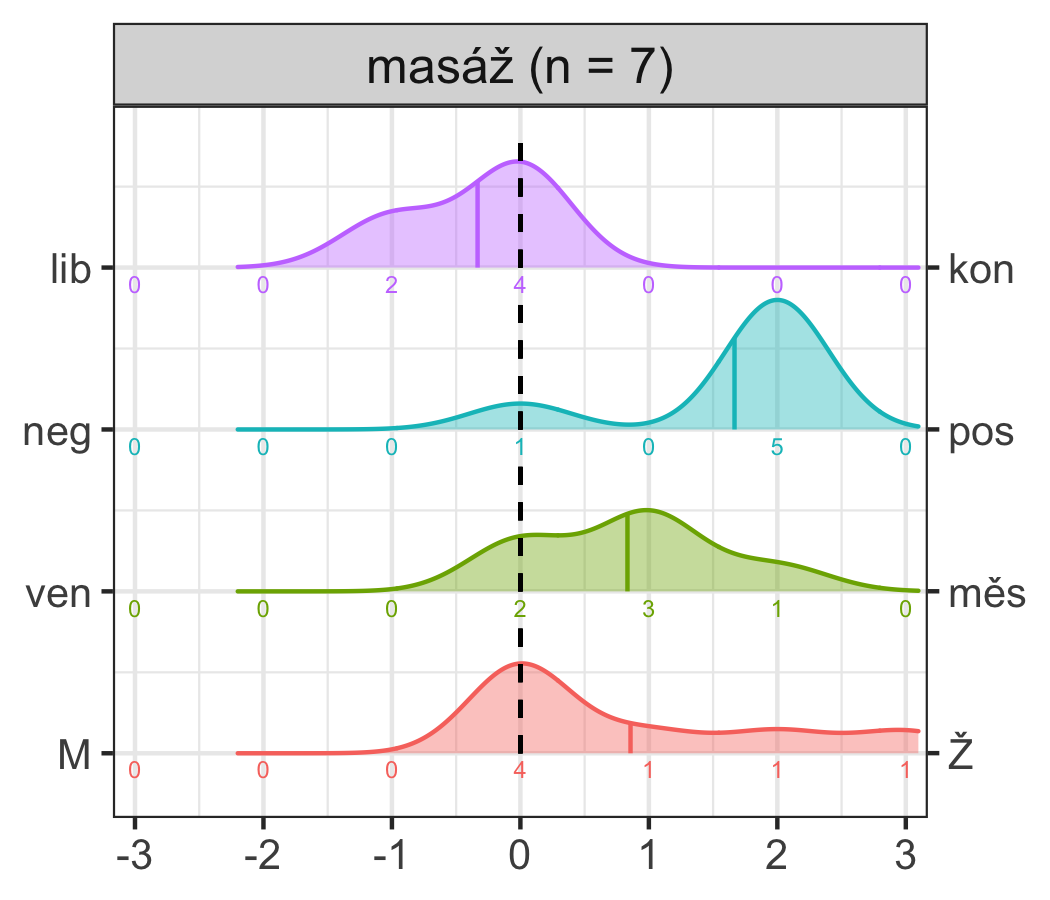 masáž (n = 7)
lib kon
0 0 2 4 0 0 0
neg pos
0 0 0 1 0 5 0
ven měs
0 0 0 2 3 1 0
M Ž
0 0 0 4 1 1 1
-3 -2 -1 0 1 2 3